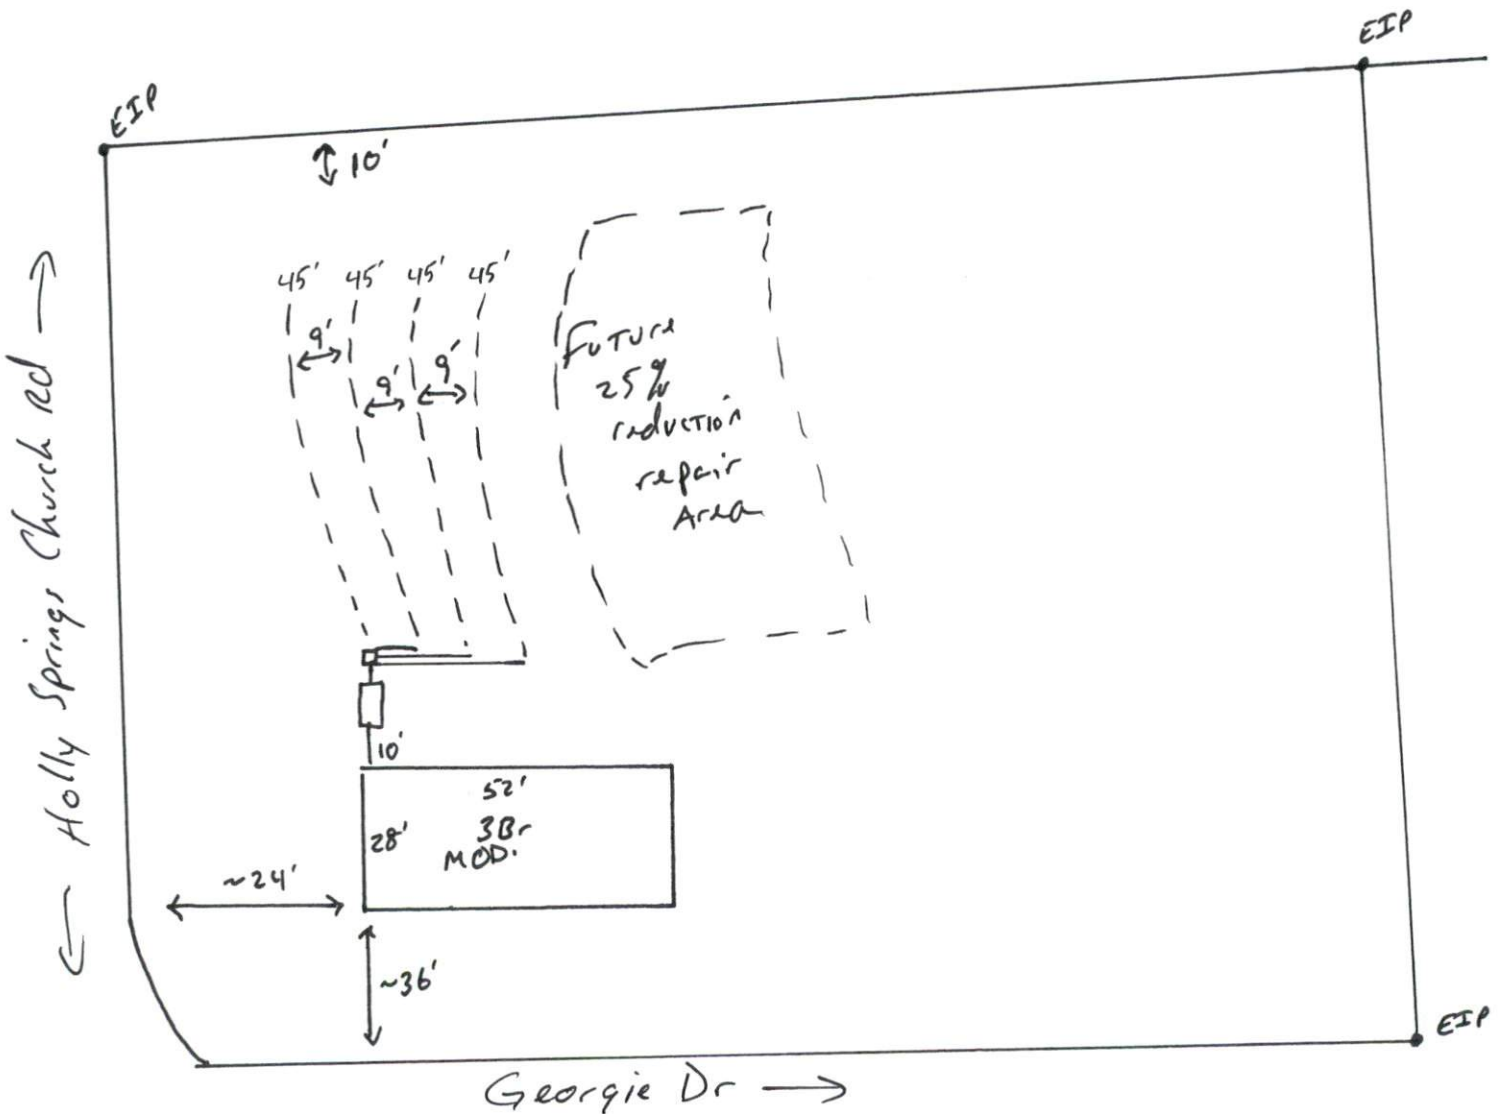 EIP
EIP
10'
45' 45' 45' 45'
9'
9'
9'
Future
25%
reduction
repair
Area
← Holly Springs Church Rd →
10'
52'
28'
3Br
MOD.
~24'
~36'
EIP
Georgie Dr →